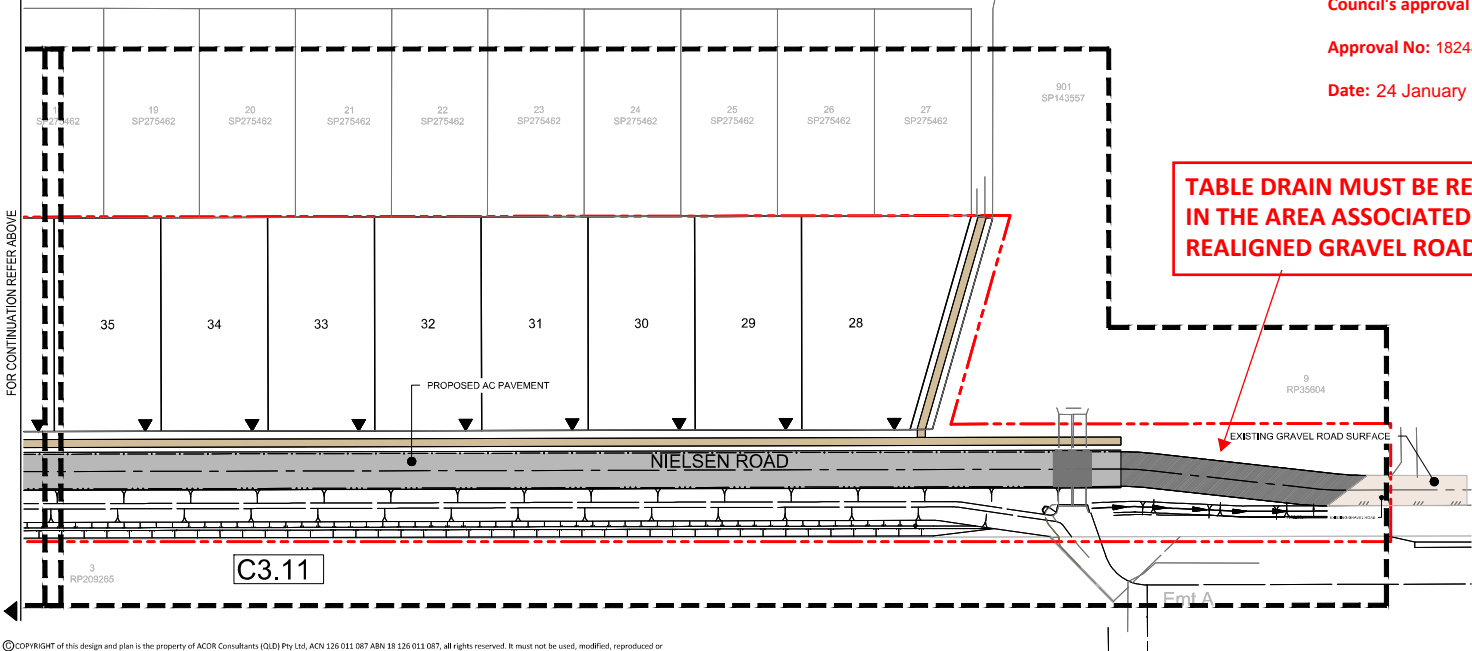 Council's approval
Approval No: 1824
Date: 24 January
901
SP143557
SP275462
19
SP275462
20
SP275462
21
SP275462
22
SP275462
23
SP275462
24
SP275462
25
SP275462
26
SP275462
27
SP275462
TABLE DRAIN MUST BE RE
IN THE AREA ASSOCIATED
REALIGNED GRAVEL ROAD
FOR CONTINUATION REFER ABOVE
35
34
33
32
31
30
29
28
PROPOSED AC PAVEMENT
9
RP35604
EXISTING GRAVEL ROAD SURFACE
NIELSEN ROAD
3
RP209265
C3.11
Emt A
©COPYRIGHT of this design and plan is the property of ACOR Consultants (QLD) Pty Ltd, ACN 126 011 087 ABN 18 126 011 087, all rights reserved. It must not be used, modified, reproduced or